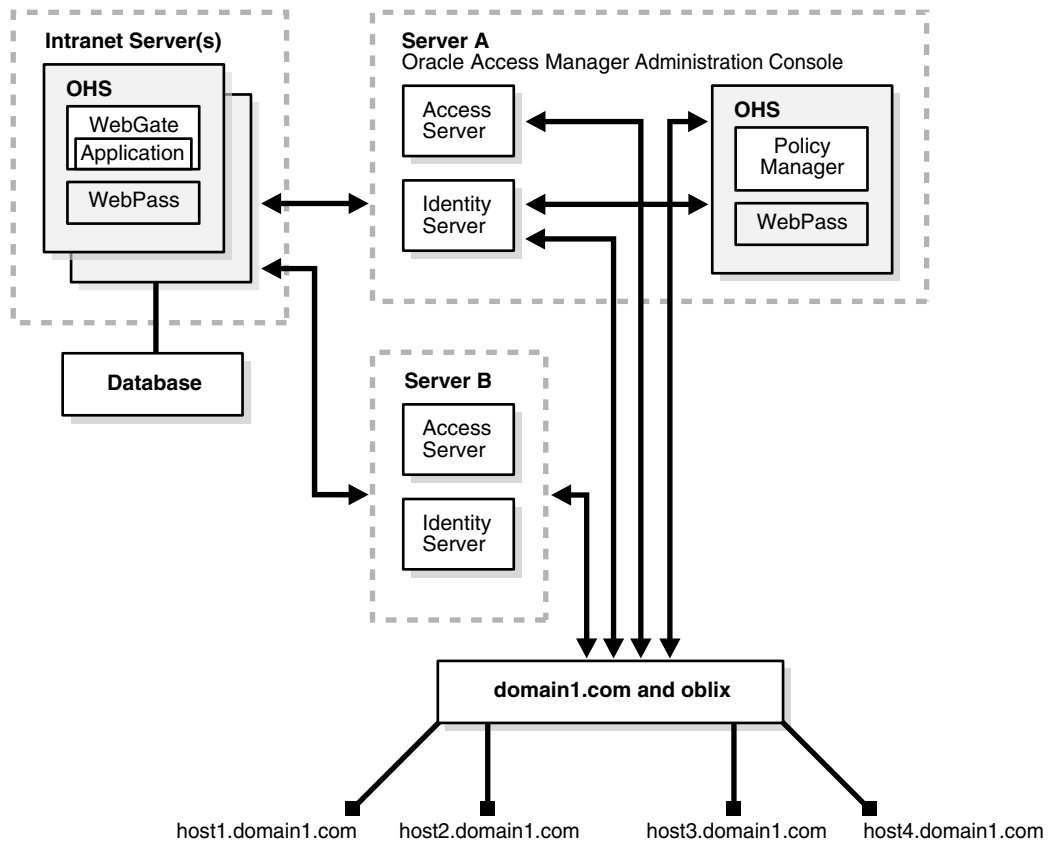 Intranet Server(s)
OHS
WebGate
Application
WebPass
Database
Server A
Oracle Access Manager Administration Console
Access
Server
Identity
Server
OHS
Policy
Manager
WebPass
Server B
Access
Server
Identity
Server
domain1.com and oblix
host1.domain1.com
host2.domain1.com
host3.domain1.com
host4.domain1.com